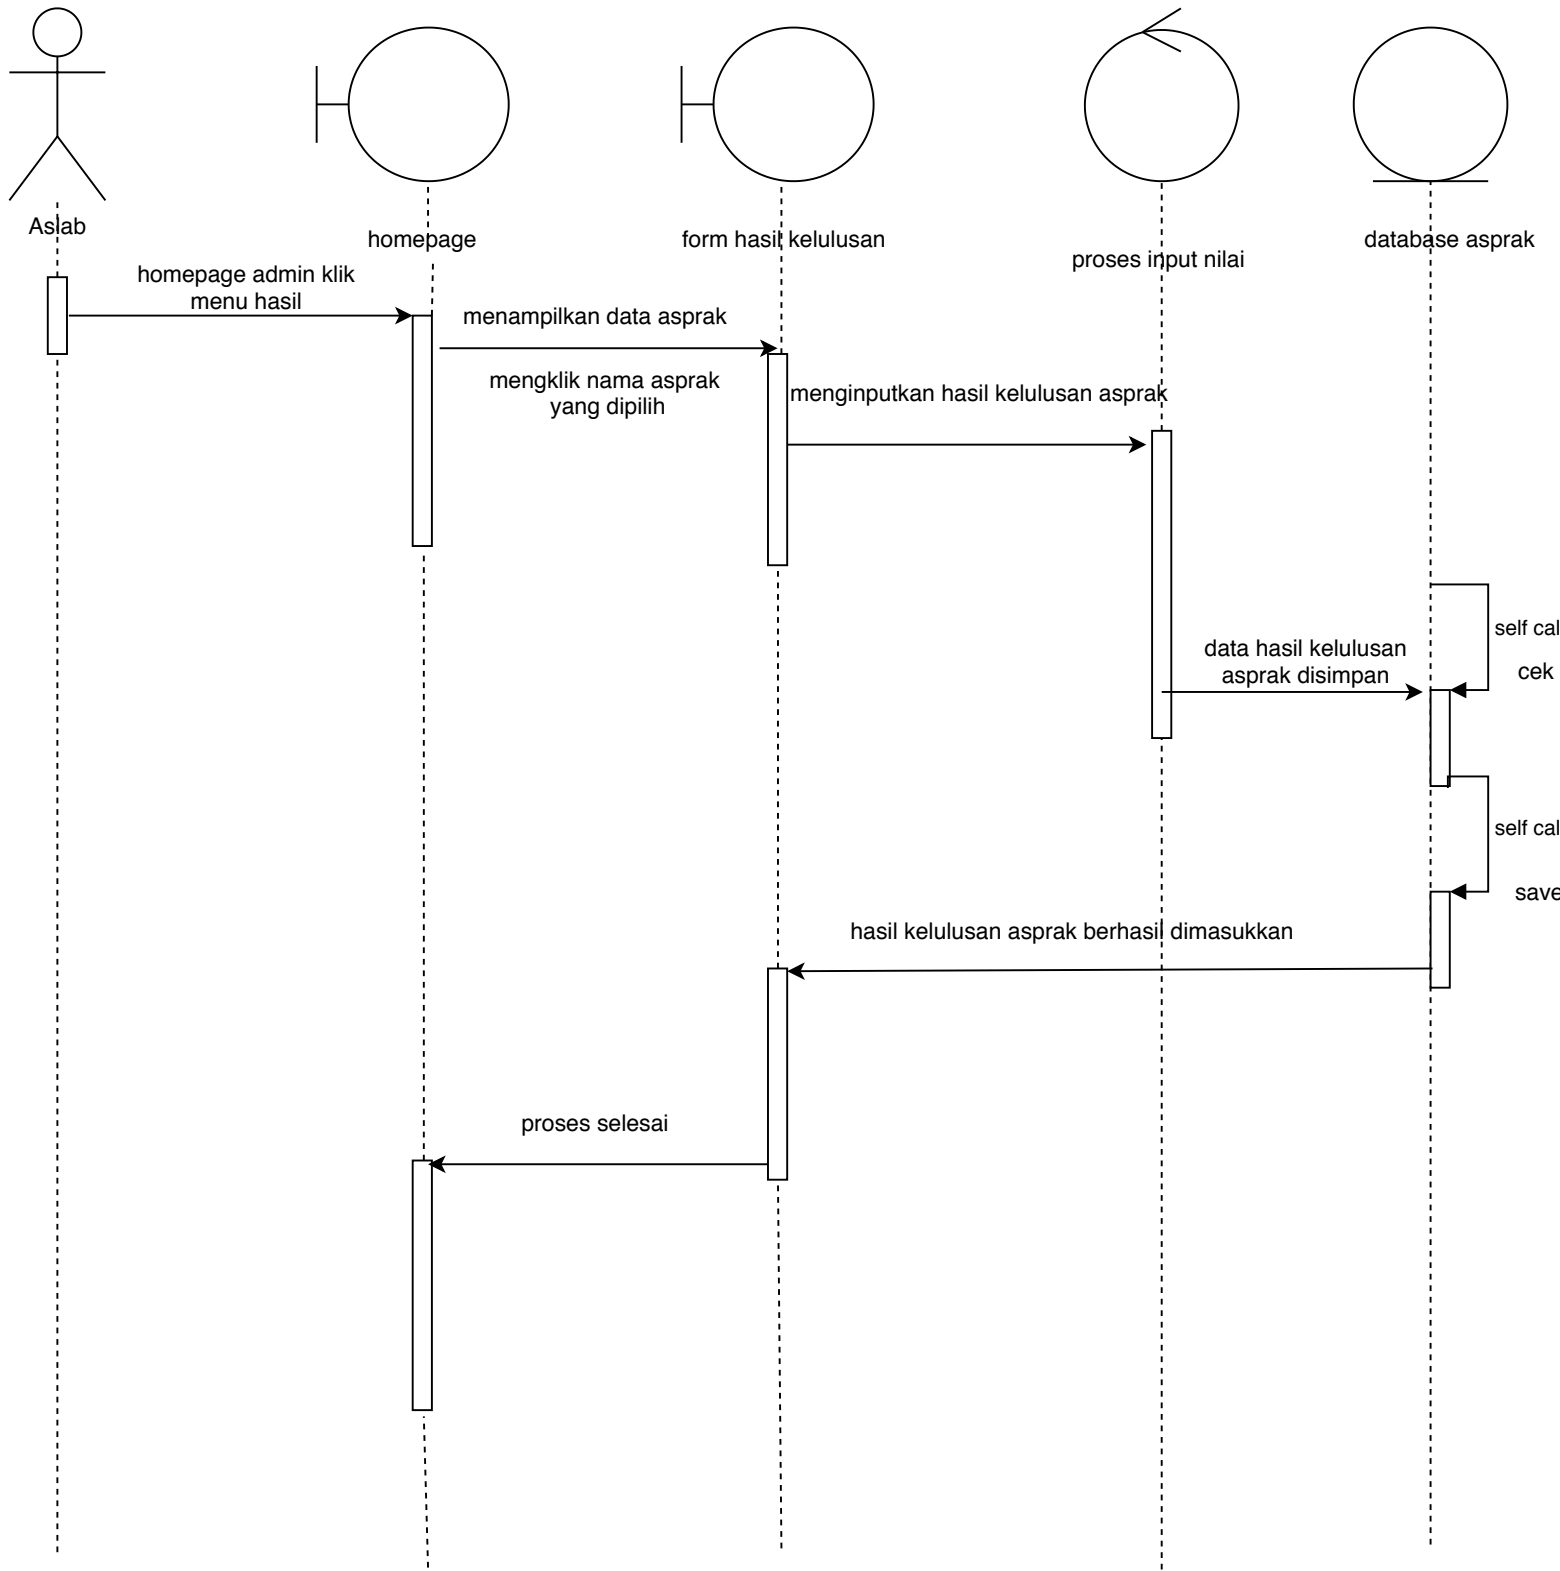 Aslab
homepage
form hasil kelulusan
proses input nilai
database asprak
homepage admin klik
menu hasil
menampilkan data asprak
mengklik nama asprak
yang dipilih
menginputkan hasil kelulusan asprak
self cal
data hasil kelulusan
asprak disimpan
cek
self cal
save
hasil kelulusan asprak berhasil dimasukkan
proses selesai